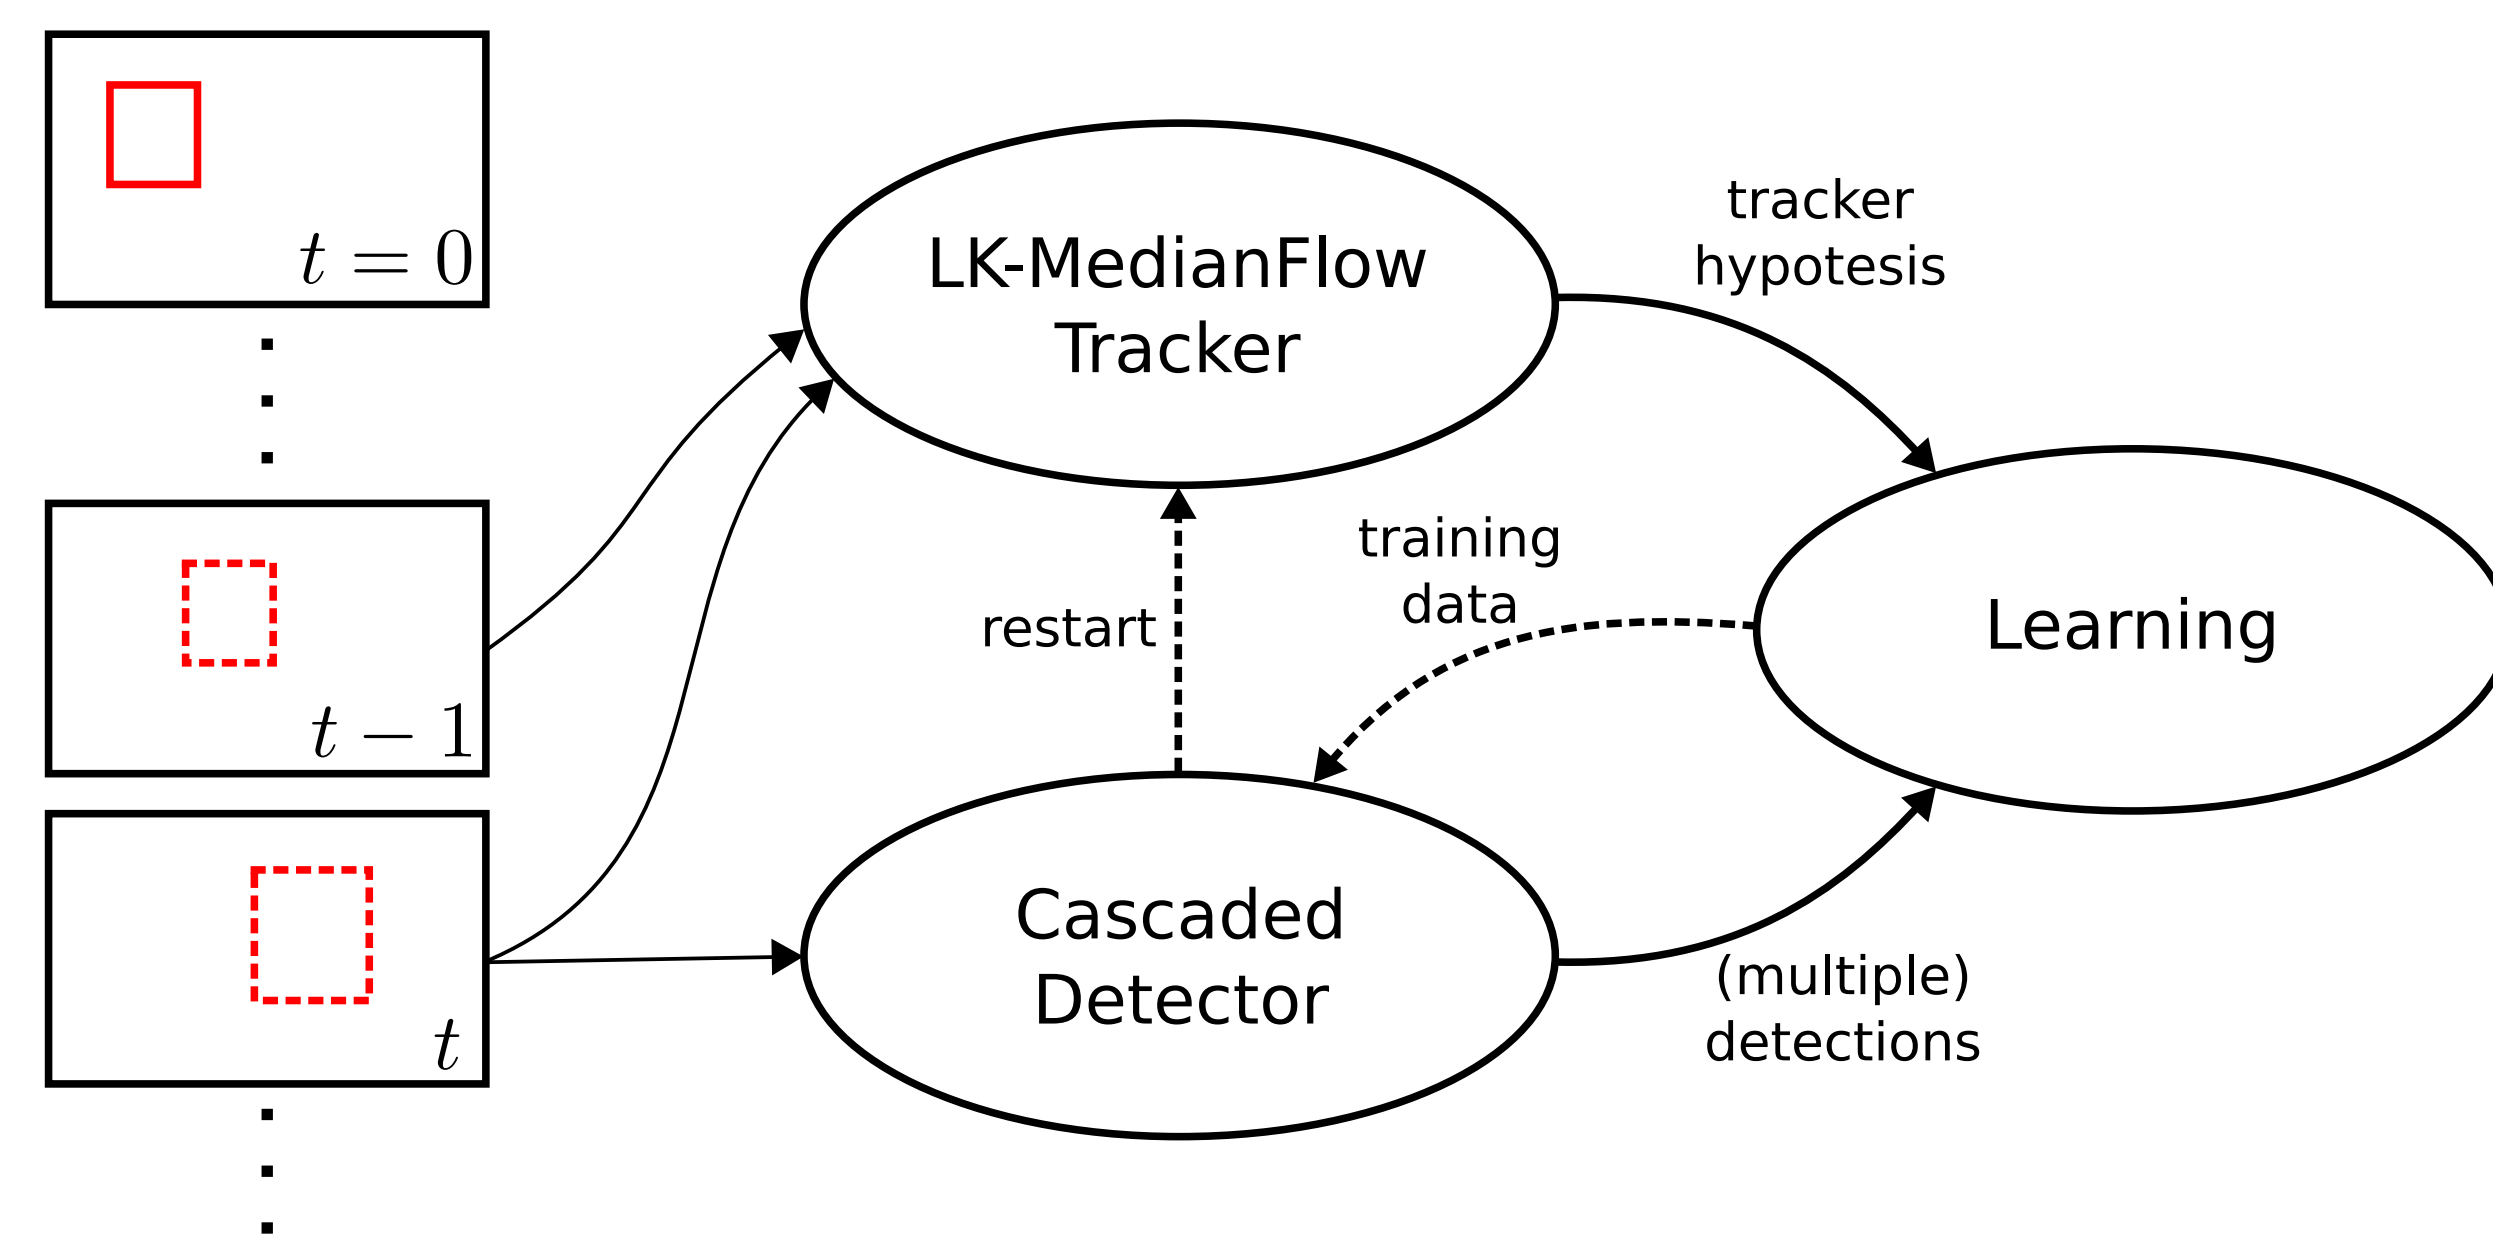 t = 0
t − 1
t
LK-MedianFlow
Tracker
tracker
hypotesis
restart
training
data
Learning
Cascaded
Detector
(multiple)
detections